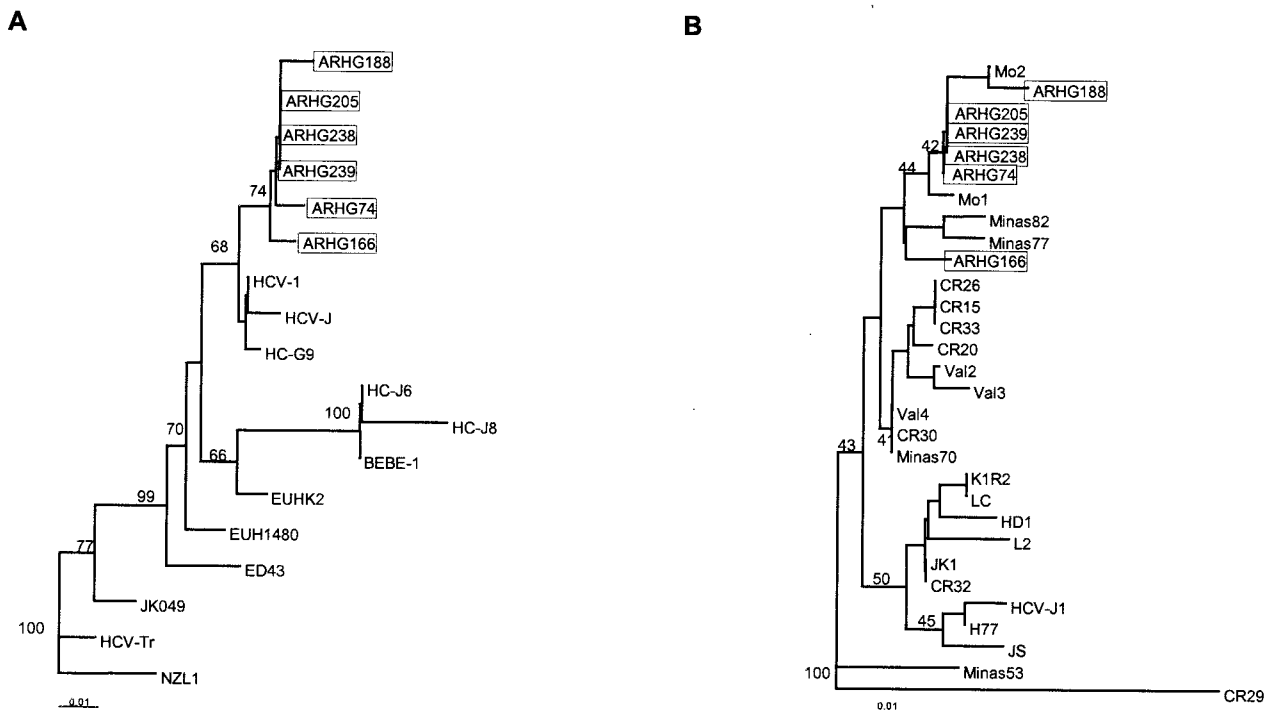 A
ARHG188
ARHG205
ARHG238
ARHG239
ARHG74
74
ARHG166
68
HCV-1
HCV-J
HC-G9
HC-J6
100
HC-J8
70
66
BEBE-1
EUHK2
99
EUH1480
77
ED43
JK049
100
HCV-Tr
NZL1
0.01
B
Mo2
ARHG188
ARHG205
ARHG239
42
ARHG238
44
ARHG74
Mo1
Minas82
Minas77
ARHG166
CR26
CR15
CR33
CR20
Val2
Val3
Val4
41
CR30
43
Minas70
K1R2
LC
HD1
L2
JK1
50
CR32
HCV-J1
45
H77
JS
100
Minas53
CR29
0.01